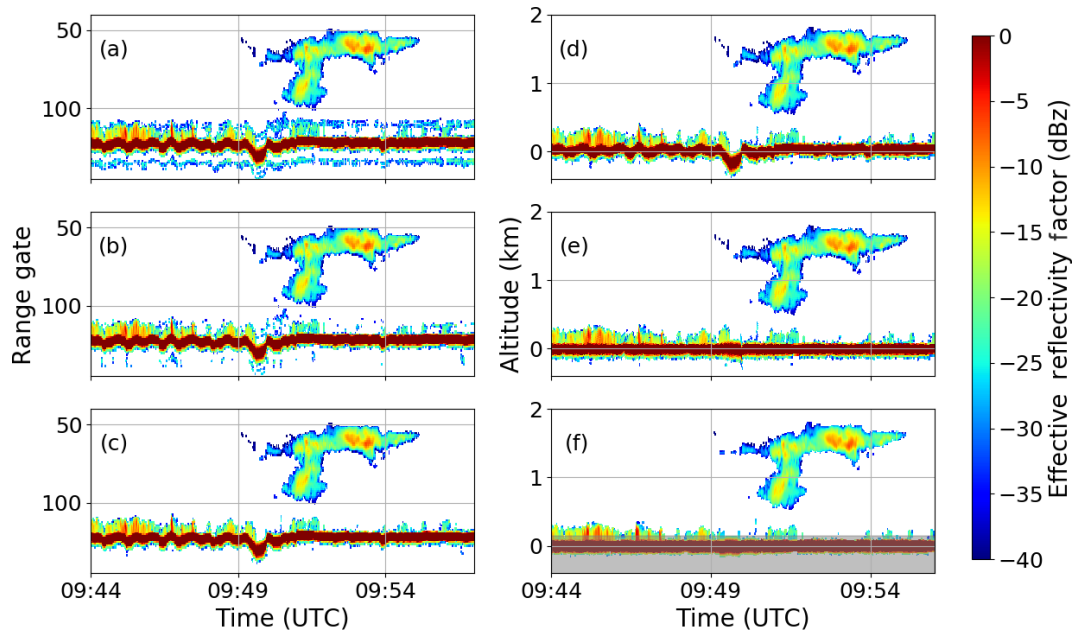 50
100
(a)
50
100
(b)
50
100
(c)
09:44
09:49
09:54
Time (UTC)
Range gate
2
1
0
(d)
2
1
0
(e)
2
1
0
(f)
09:44
09:49
09:54
Time (UTC)
Altitude (km)
0
−5
−10
−15
−20
−25
−30
−35
−40
Effective reflectivity factor (dBz)